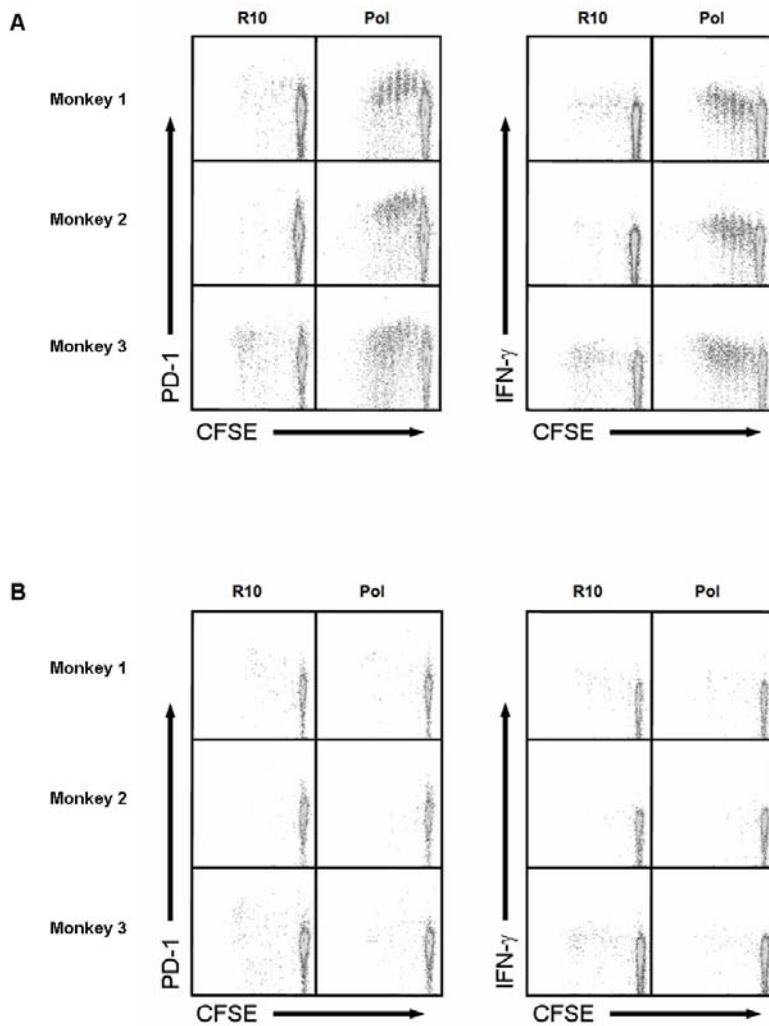 A
R10 Pol R10 Pol
Monkey 1
Monkey 2
Monkey 3
PD-1
IFN-γ
CFSE CFSE
B
R10 Pol R10 Pol
Monkey 1
Monkey 2
Monkey 3
PD-1
IFN-γ
CFSE CFSE